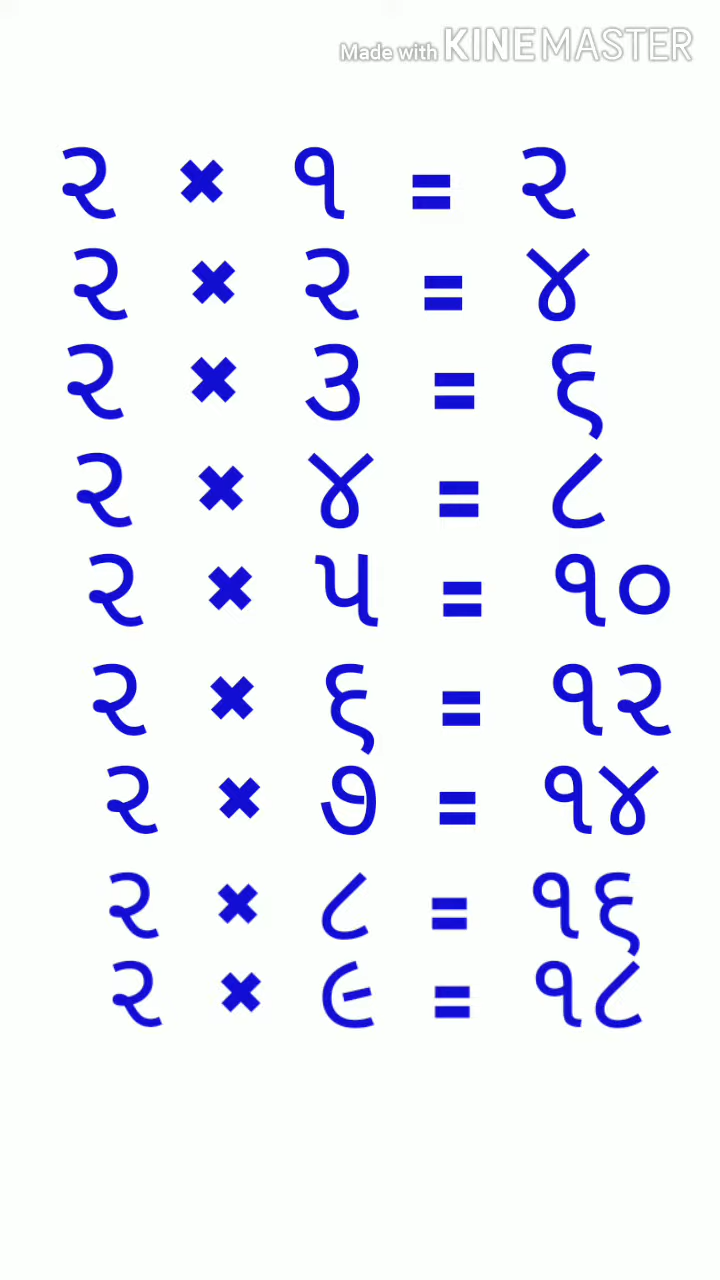 Made with KINEMASTER
૨ × ૧ = ૨
૨ × ૨ = ૪
૨ × ૩ = ૬
૨ × ૪ = ૮
૨ × ૫ = ૧૦
૨ × ૬ = ૧૨
૨ × ૭ = ૧૪
૨ × ૮ = ૧૬
૨ × ૯ = ૧૮